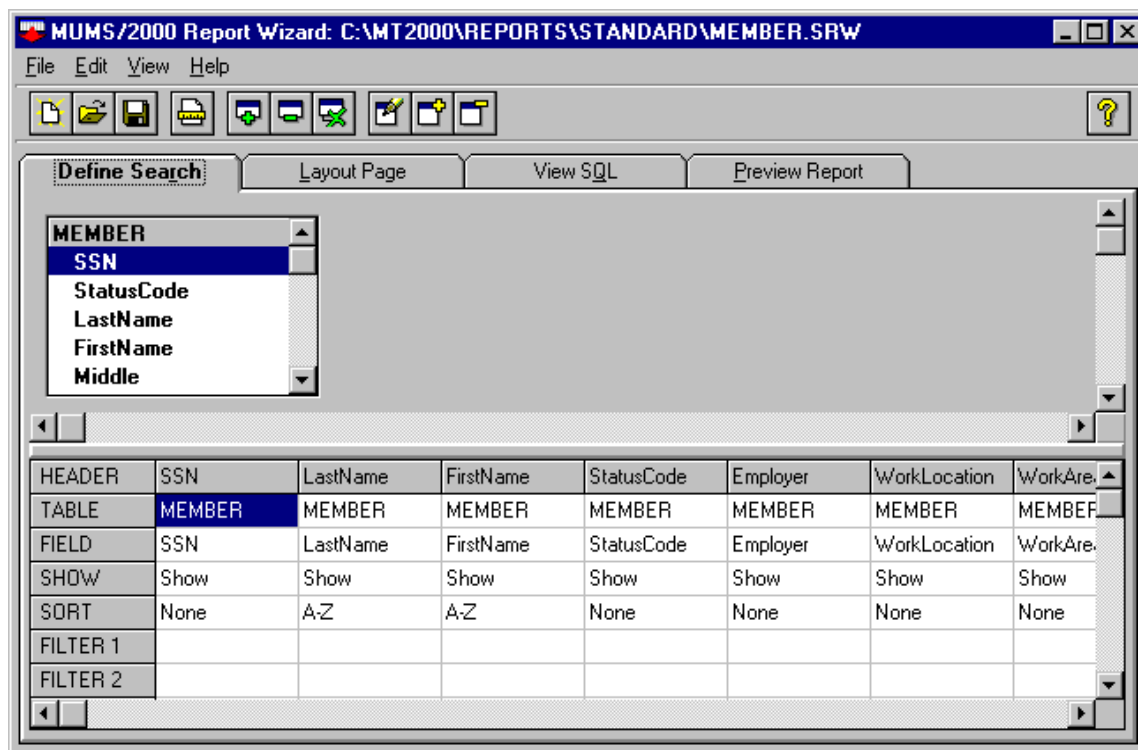 MUMS/2000 Report Wizard: C:\MT2000\REPORTS\STANDARD\MEMBER.SRW
File Edit View Help
Define Search Layout Page View SQL Preview Report
MEMBER
SSN
StatusCode
LastName
FirstName
Middle
HEADER SSN LastName FirstName StatusCode Employer WorkLocation WorkAre
TABLE MEMBER MEMBER MEMBER MEMBER MEMBER MEMBER MEMBER
FIELD SSN LastName FirstName StatusCode Employer WorkLocation WorkAre
SHOW Show Show Show Show Show Show Show
SORT None A-Z A-Z None None None None
FILTER 1
FILTER 2